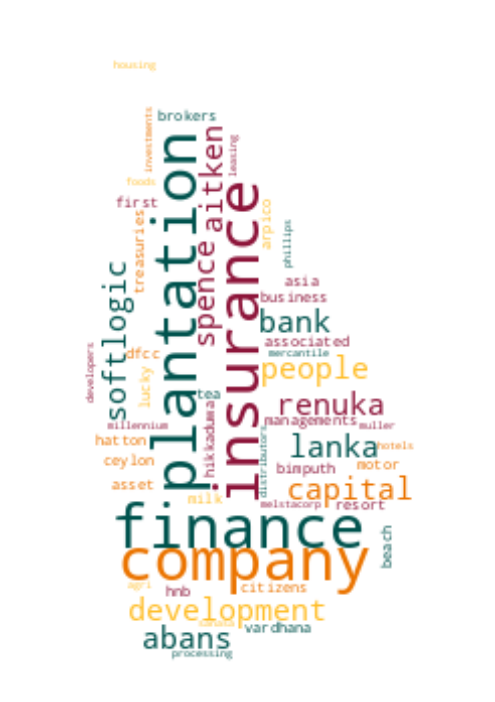 housing
investments
brokers
plantation
aitken
leasing
foods
first
treasuries
spence
insurance
arpico
phillips
softlogic
asia
business
bank
associated
mercantile
developers
dfcc
lucky
people
tea
hikkaduwa
renuka
millennium
managements
muller
distributors
hatton
lanka
hotels
ceylon
bimputh
motor
asset
milk
capital
melstacorp
resort
finance
beach
company
agri
hnb
citizens
development
vardhana
abans
processing